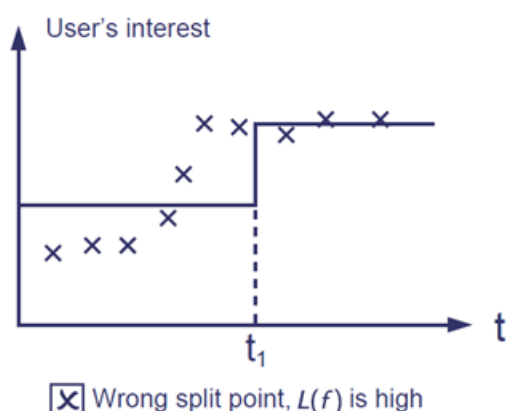 User's interest
t
t₁
☒ Wrong split point, L(f) is high